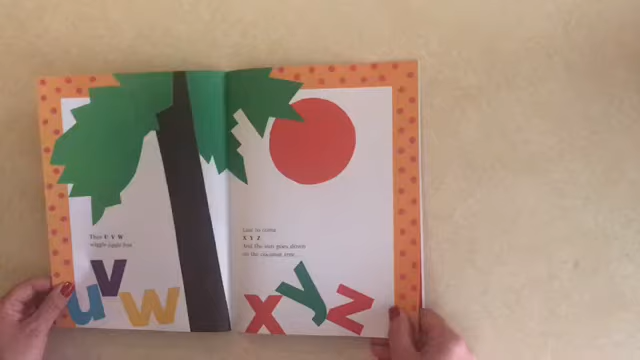 Then U V W
wiggle-jiggle free
Last to come
X Y Z
And the sun goes down
on the coconut tree...
u v w
x y z